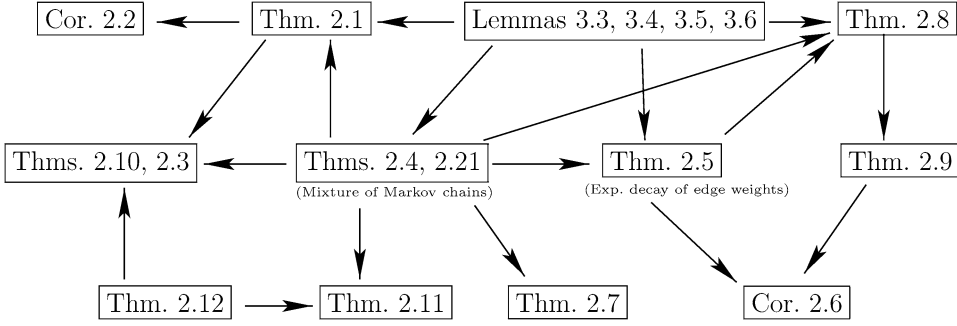 Cor. 2.2
Thm. 2.1
Lemmas 3.3, 3.4, 3.5, 3.6
Thm. 2.8
Thms. 2.10, 2.3
Thms. 2.4, 2.21
(Mixture of Markov chains)
Thm. 2.5
(Exp. decay of edge weights)
Thm. 2.9
Thm. 2.12
Thm. 2.11
Thm. 2.7
Cor. 2.6